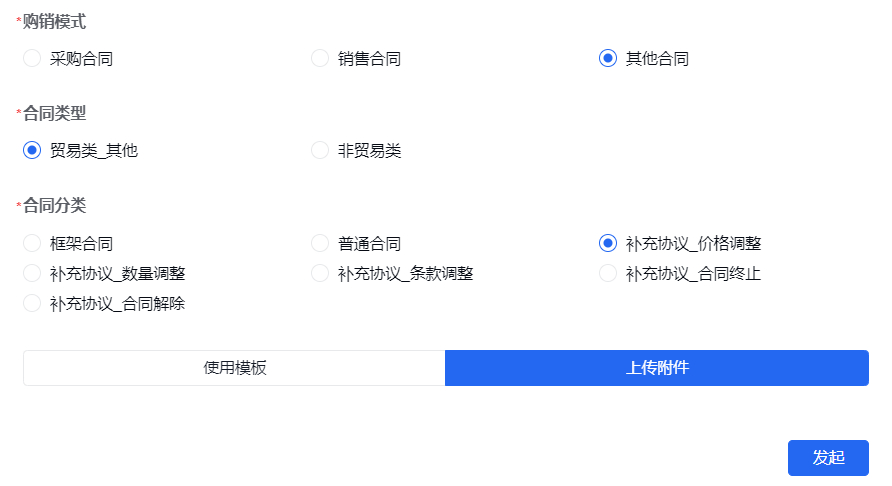 *购销模式
采购合同 销售合同 其他合同
*合同类型
贸易类_其他 非贸易类
*合同分类
框架合同 普通合同 补充协议_价格调整
补充协议_数量调整 补充协议_条款调整 补充协议_合同终止
补充协议_合同解除
使用模板 上传附件
发起